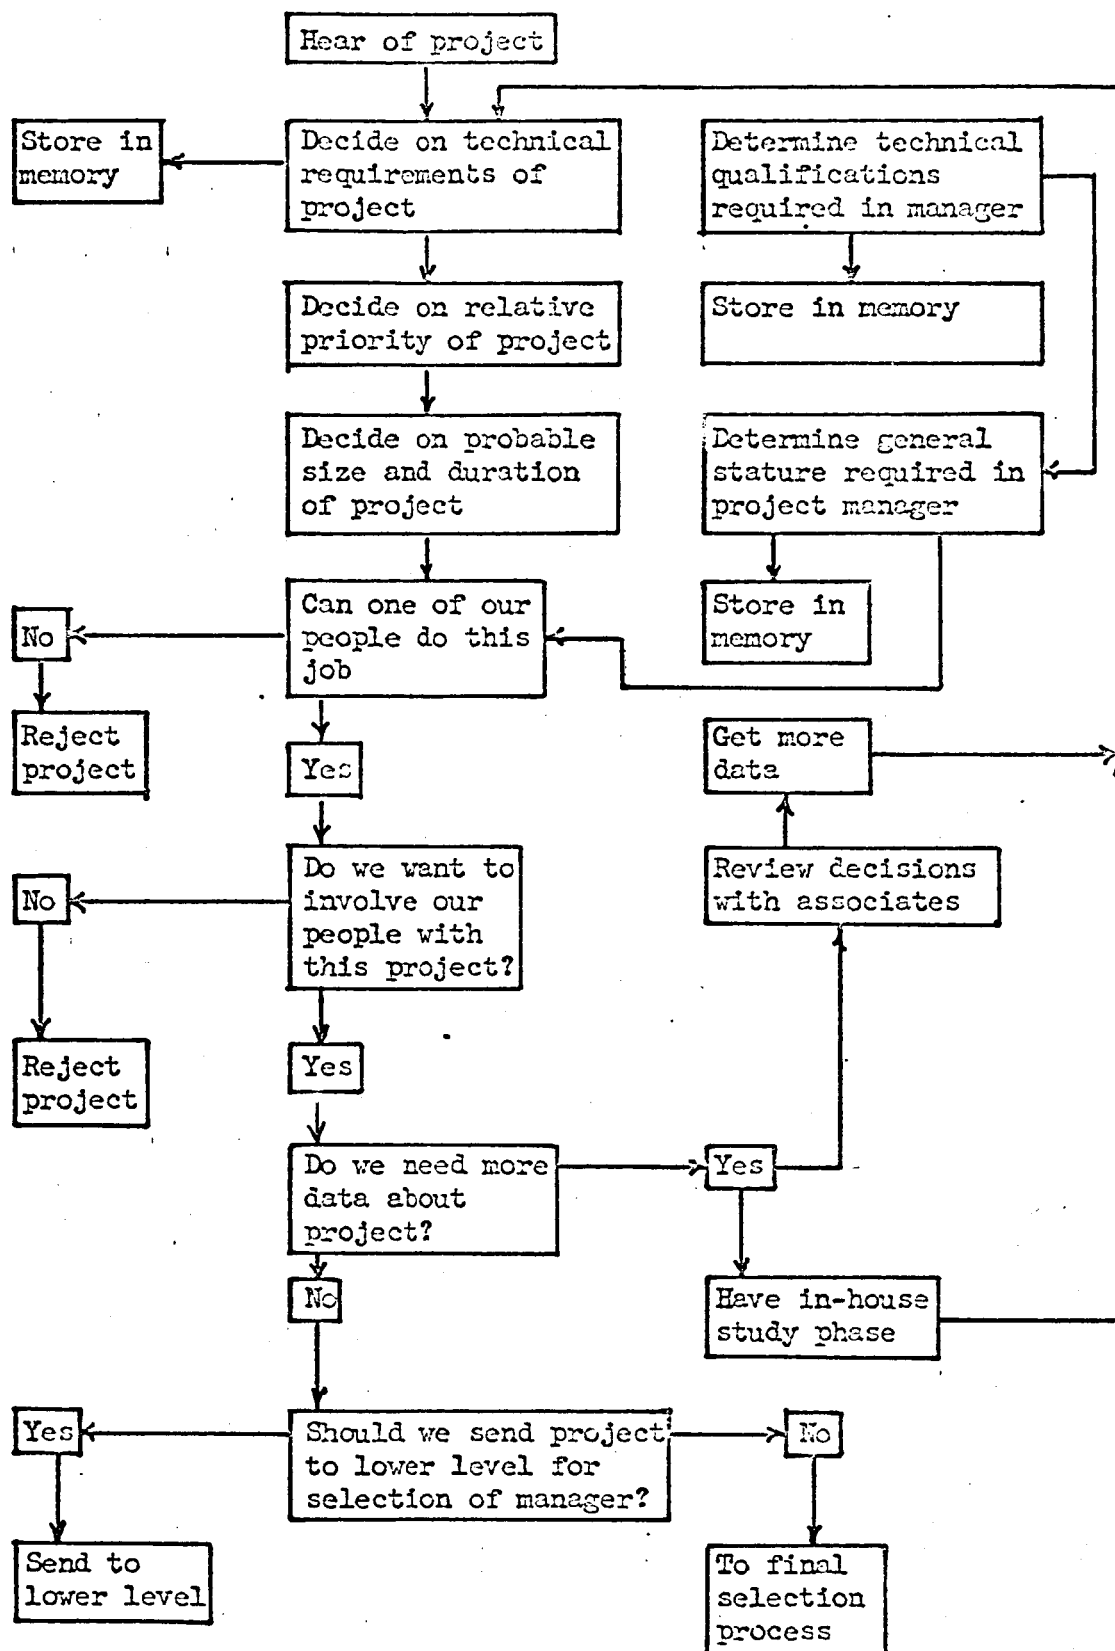 Hear of project
Store in
memory
Decide on technical
requirements of
project
Determine technical
qualifications
required in manager
Decide on relative
priority of project
Store in memory
Decide on probable
size and duration
of project
Determine general
stature required in
project manager
Can one of our
people do this
job
Store in
memory
No
Reject
project
Yes
Get more
data
Do we want to
involve our
people with
this project?
Review decisions
with associates
No
Reject
project
Yes
Do we need more
data about
project?
Yes
No
Have in-house
study phase
Yes
Should we send project
to lower level for
selection of manager?
No
Send to
lower level
To final
selection
process